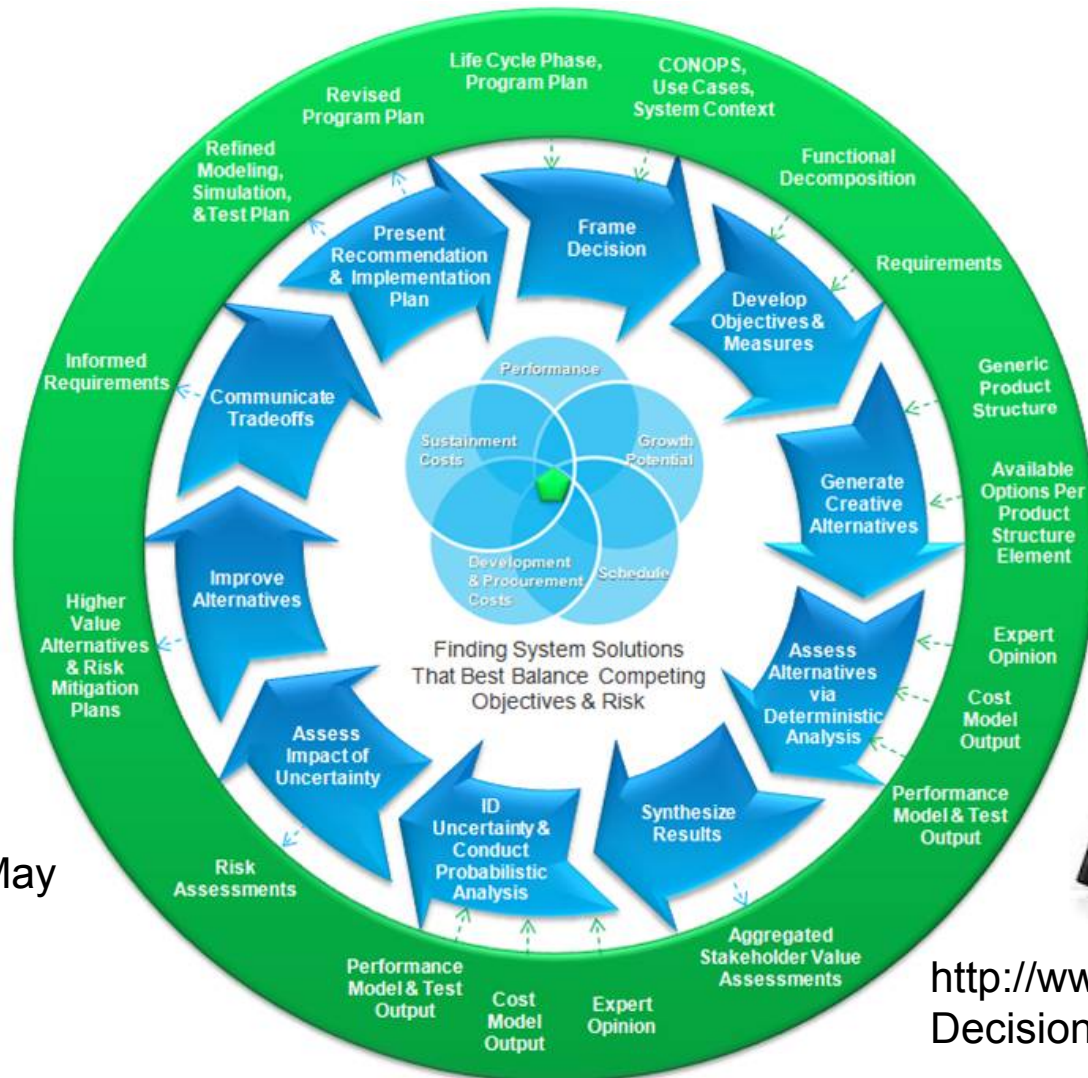 Life Cycle Phase,
Program Plan
CONOPS,
Use Cases,
System Context
Functional
Decomposition
Requirements
Generic
Product
Structure
Available
Options Per
Product
Structure
Element
Expert
Opinion
Cost
Model
Output
Performance
Model & Test
Output
Aggregated
Stakeholder Value
Assessments
Expert
Opinion
Cost
Model
Output
Performance
Model & Test
Output
Risk
Assessments
Higher
Value
Alternatives
& Risk
Mitigation
Plans
Informed
Requirements
Refined
Modeling,
Simulation,
&Test Plan
Revised
Program Plan
Frame
Decision
Develop
Objectives &
Measures
Generate
Creative
Alternatives
Assess
Alternatives
via
Deterministic
Analysis
Synthesize
Results
ID
Uncertainty &
Conduct
Probabilistic
Analysis
Assess
Impact of
Uncertainty
Improve
Alternatives
Communicate
Tradeoffs
Present
Recommendation
& Implementation
Plan
Performance
Sustainment
Costs
Growth
Potential
Development
& Procurement
Costs
Schedule
Finding System Solutions
That Best Balance Competing
Objectives & Risk
May
http://ww
Decision